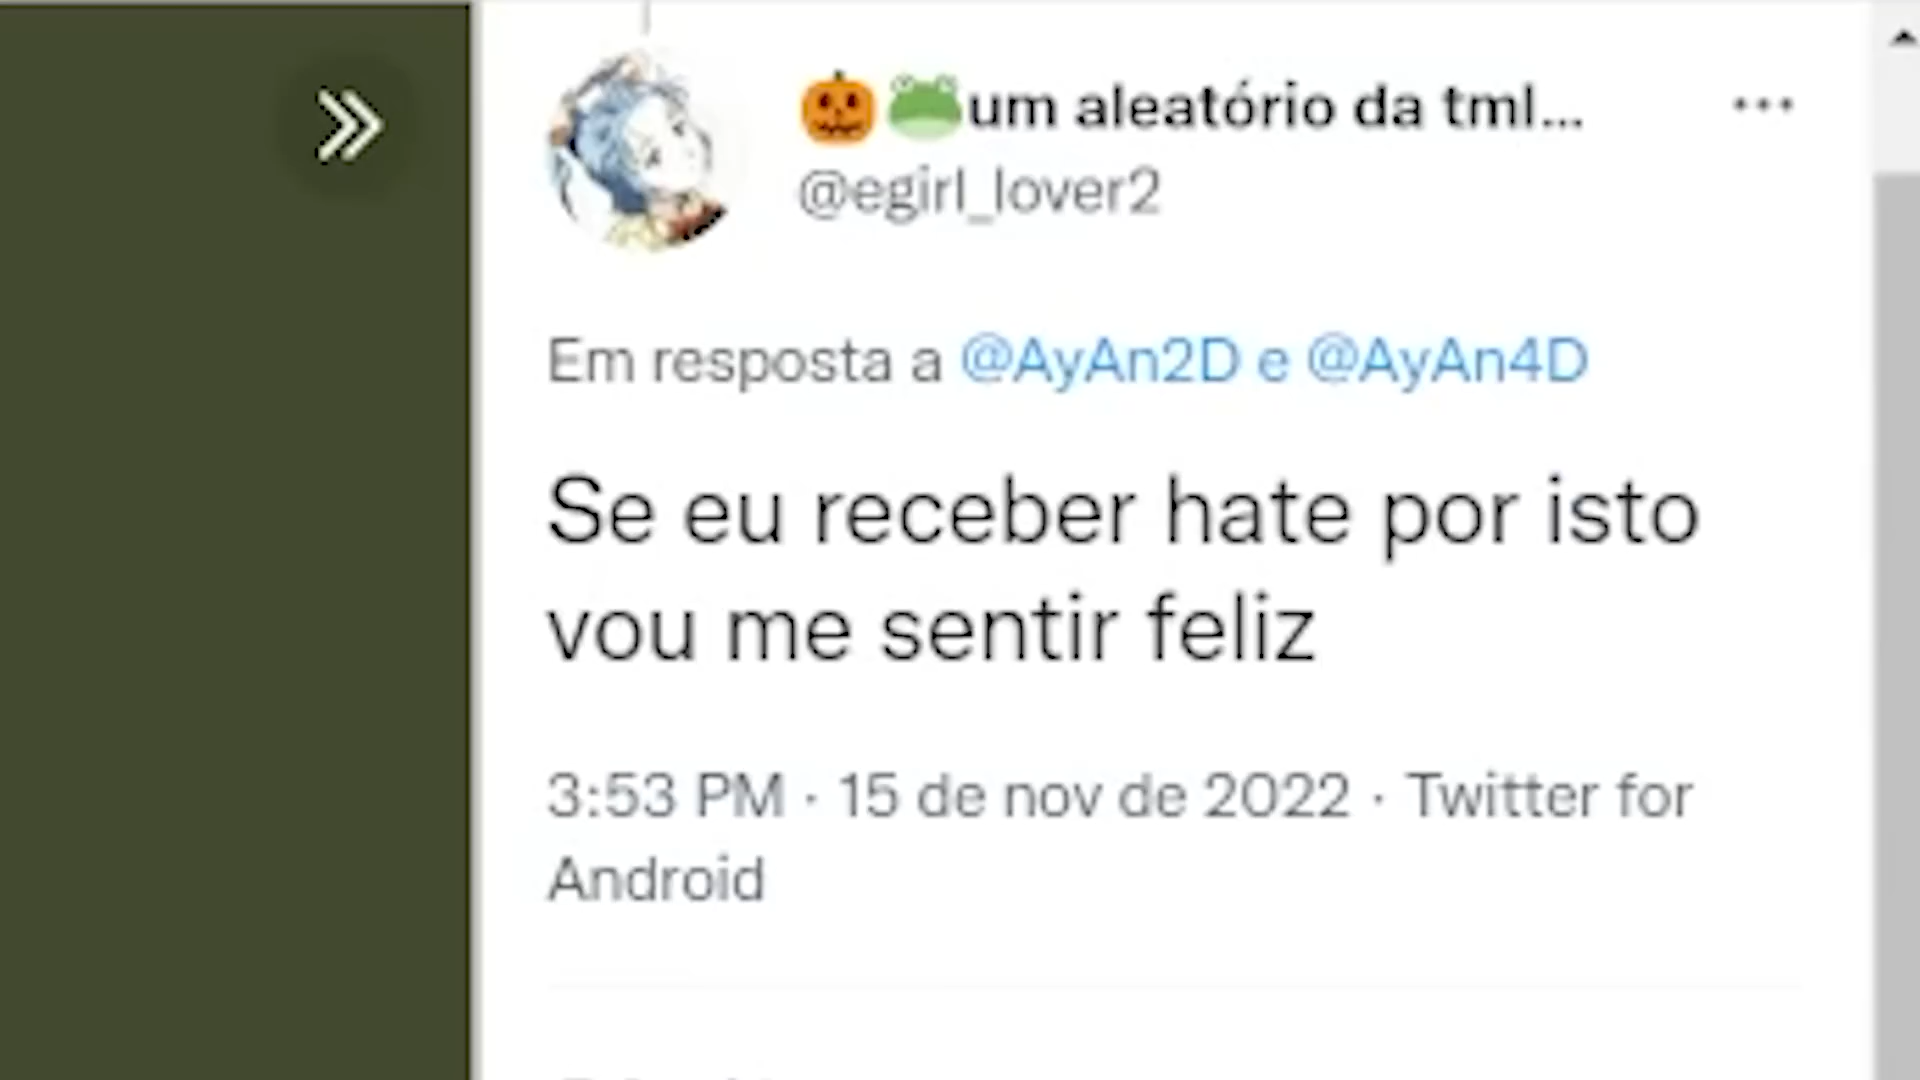 🎃🐸um aleatório da tml...
@egirl_lover2
Em resposta a @AyAn2D e @AyAn4D
Se eu receber hate por isto
vou me sentir feliz
3:53 PM · 15 de nov de 2022 · Twitter for
Android